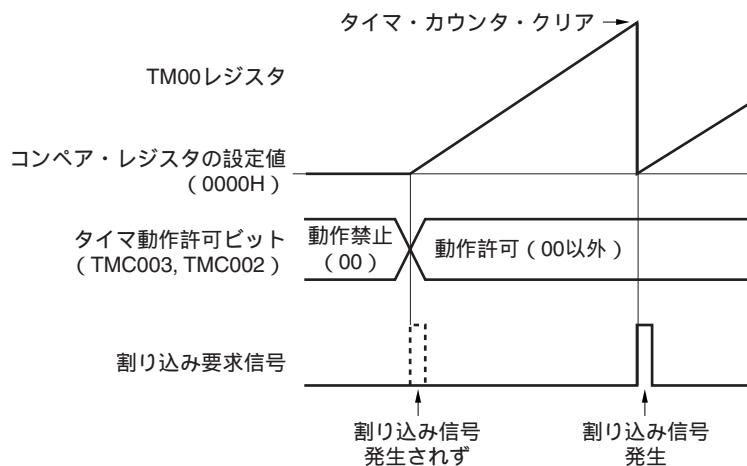 タイマ・カウンタ・クリア
TM00レジスタ
コンペア・レジスタの設定値
(0000H)
タイマ動作許可ビット
(TMC003, TMC002)
動作禁止
(00)
動作許可(00以外)
割り込み要求信号
割り込み信号
発生されず
割り込み信号
発生